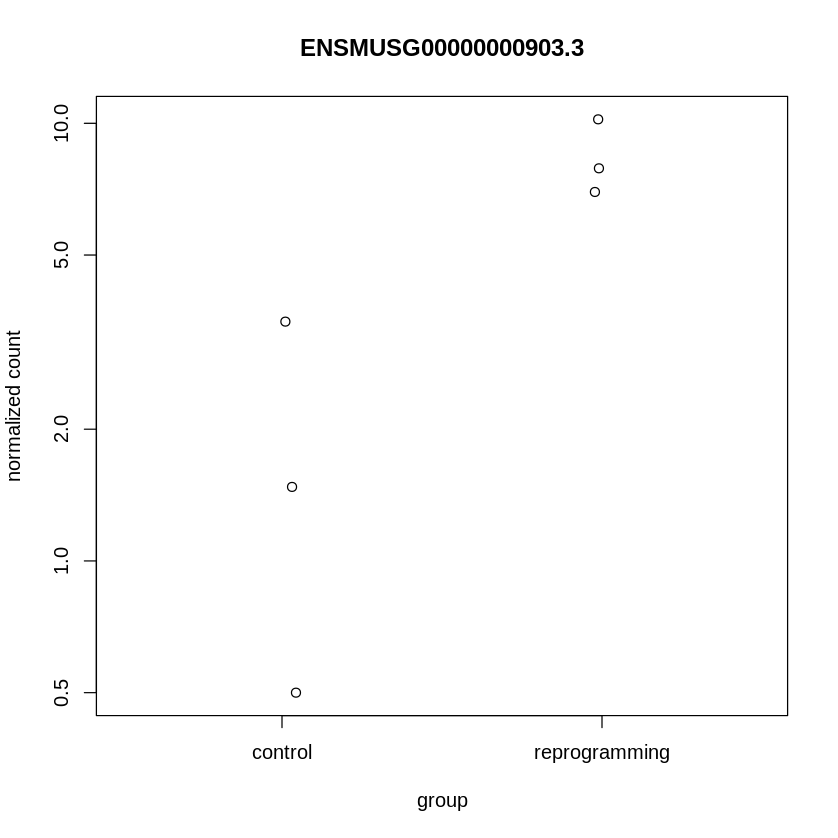 ENSMUSG00000000903.3
10.0
5.0
2.0
1.0
0.5
normalized count
control
reprogramming
group